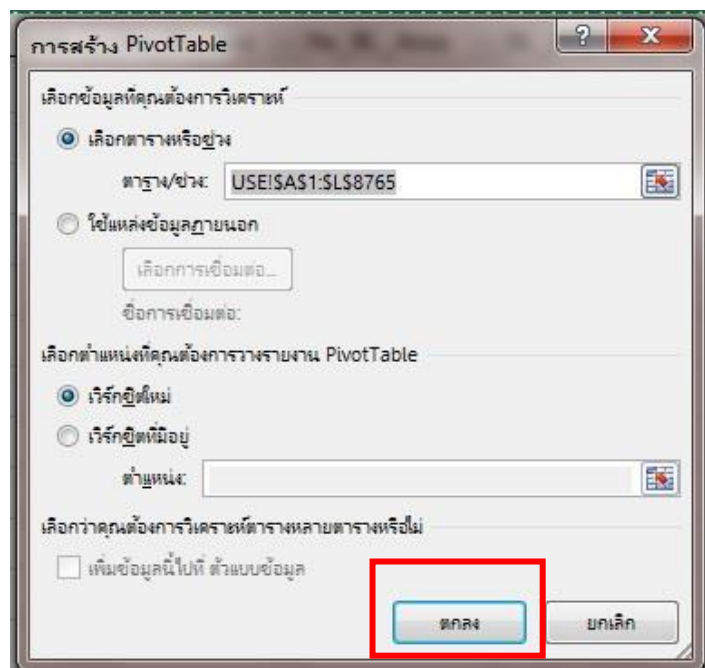 การสร้าง PivotTable
เลือกข้อมูลที่คุณต้องการวิเคราะห์
เลือกตารางหรือช่วง
ตาราง/ช่วง: USE!$A$1:$L$8765
ใช้แหล่งข้อมูลภายนอก
เลือกการเชื่อมต่อ...
ชื่อการเชื่อมต่อ:
เลือกตำแหน่งที่คุณต้องการวางรายงาน PivotTable
เวิร์กชีตใหม่
เวิร์กชีตที่มีอยู่
ตำแหน่ง:
เลือกว่าคุณต้องการวิเคราะห์ตารางหลายตารางหรือไม่
เพิ่มข้อมูลนี้ไปที่ ตัวแบบข้อมูล
ตกลง ยกเลิก